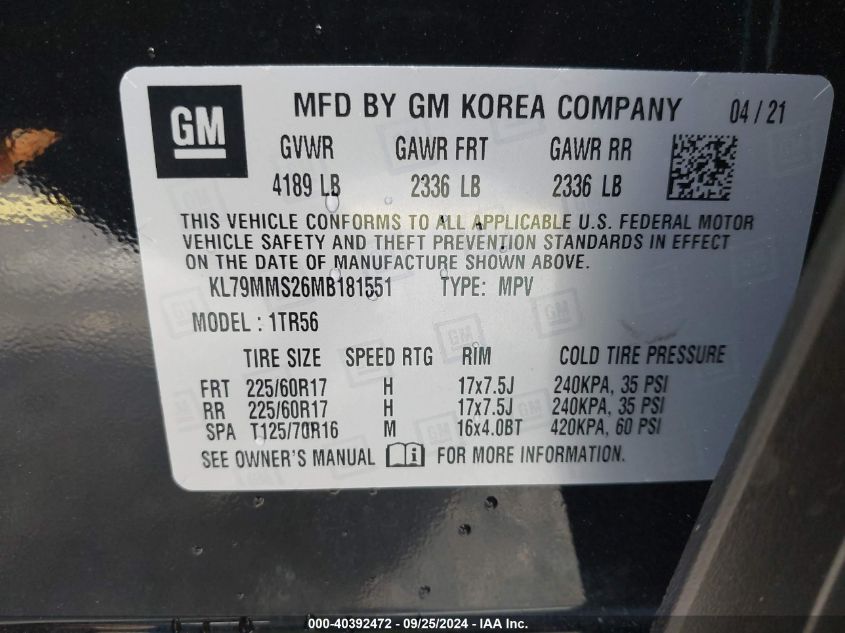 GM
MFD BY GM KOREA COMPANY 04/21
GVWR GAWR FRT GAWR RR
4189 LB 2336 LB 2336 LB
THIS VEHICLE CONFORMS TO ALL APPLICABLE U.S. FEDERAL MOTOR
VEHICLE SAFETY AND THEFT PREVENTION STANDARDS IN EFFECT
ON THE DATE OF MANUFACTURE SHOWN ABOVE.
KL79MMS26MB181551 TYPE: MPV
MODEL : 1TR56
TIRE SIZE SPEED RTG RIM COLD TIRE PRESSURE
FRT 225/60R17 H 17x7.5J 240KPA, 35 PSI
RR 225/60R17 H 17x7.5J 240KPA, 35 PSI
SPA T125/70R16 M 16x4.0BT 420KPA, 60 PSI
SEE OWNER'S MANUAL FOR MORE INFORMATION.
000-40392472 - 09/25/2024 - IAA Inc.